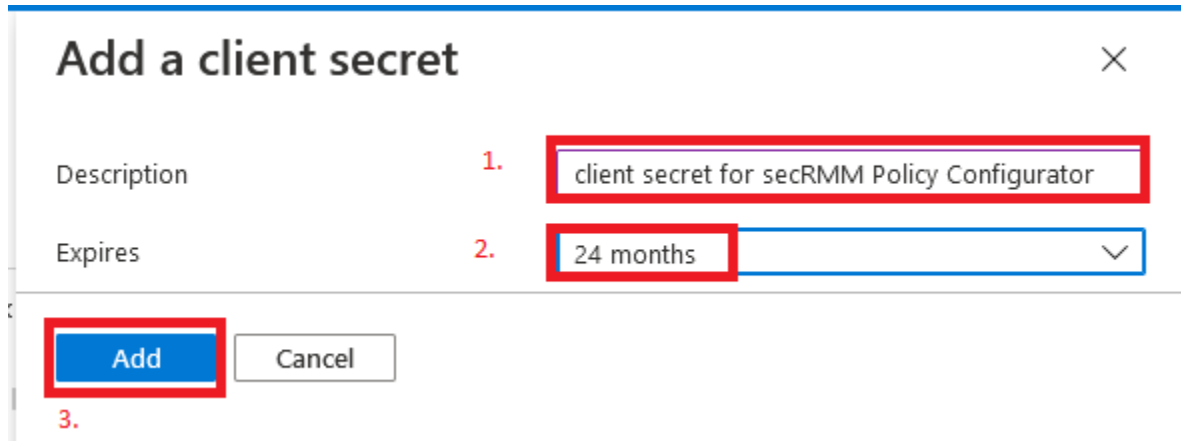 Add a client secret
Description 1. client secret for secRMM Policy Configurator
Expires 2. 24 months
Add Cancel
3.